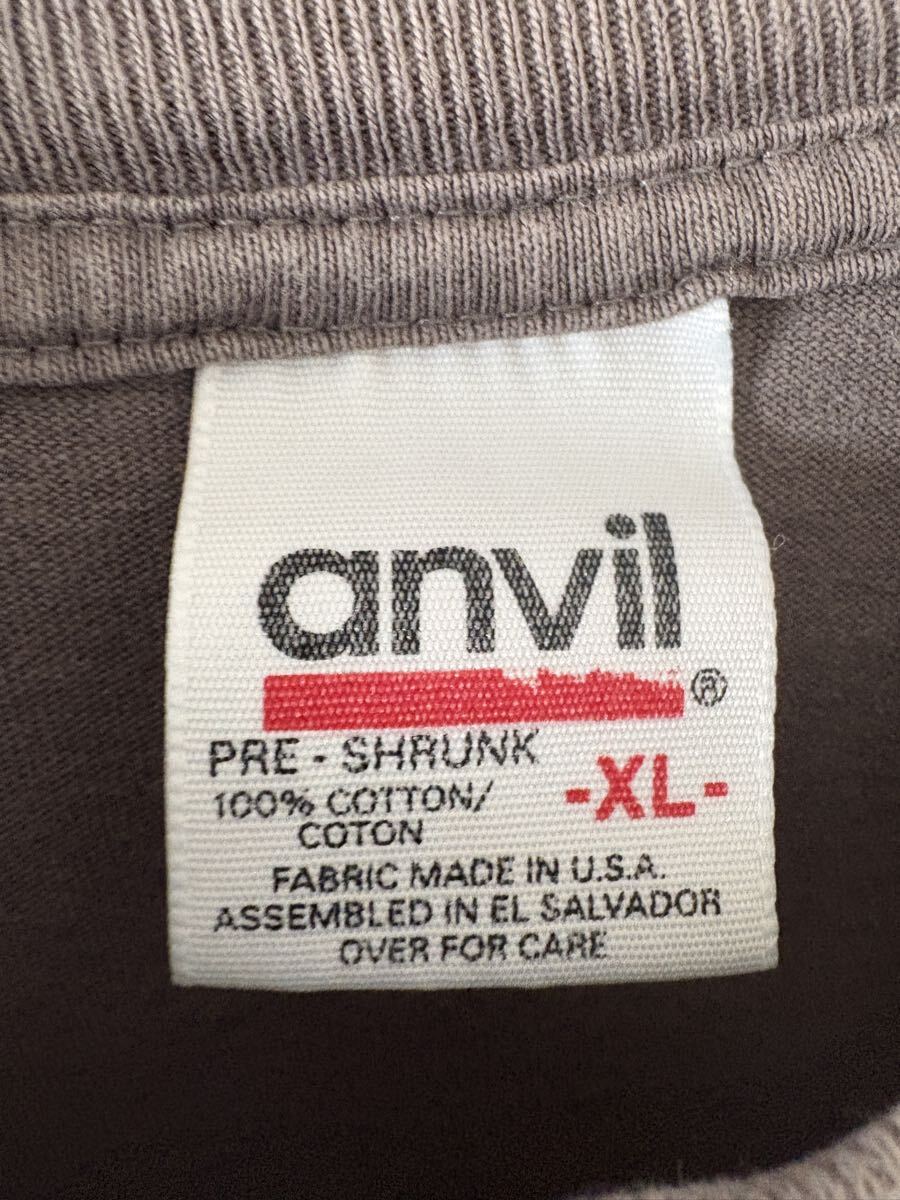 anvil
®
PRE - SHRUNK
-XL-
100% COTTON/
COTON
FABRIC MADE IN U.S.A.
ASSEMBLED IN EL SALVADOR
OVER FOR CARE